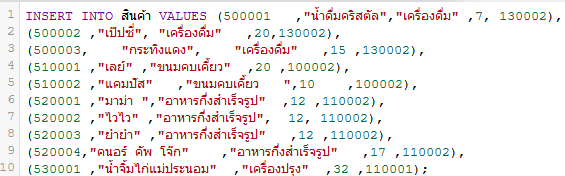 1 INSERT INTO สินค้า VALUES (500001 ,"น้ำดื่มคริสตัล","เครื่องดื่ม" ,7, 130002),
2 (500002 ,"เป๊ปซี่", "เครื่องดื่ม" ,20,130002),
3 (500003, "กระทิงแดง", "เครื่องดื่ม" ,15 ,130002),
4 (510001 ,"เลย์" ,"ขนมคบเคี้ยว" ,20 ,100002),
5 (510002 ,"แคมป์ส" ,"ขนมคบเคี้ยว ",10 ,100002),
6 (520001 ,"มาม่า ","อาหารกึ่งสำเร็จรูป" ,12 ,110002),
7 (520002 ,"ไวไว" ,"อาหารกึ่งสำเร็จรูป", 12, 110002),
8 (520003 ,"ยำยำ" ,"อาหารกึ่งสำเร็จรูป" ,12 ,110002),
9 (520004,"คนอร์ คัพ โจ๊ก" ,"อาหารกึ่งสำเร็จรูป" ,17 ,110002),
10 (530001 ,"น้ำจิ้มไก่แม่ประนอม" ,"เครื่องปรุง" ,32 ,110001);